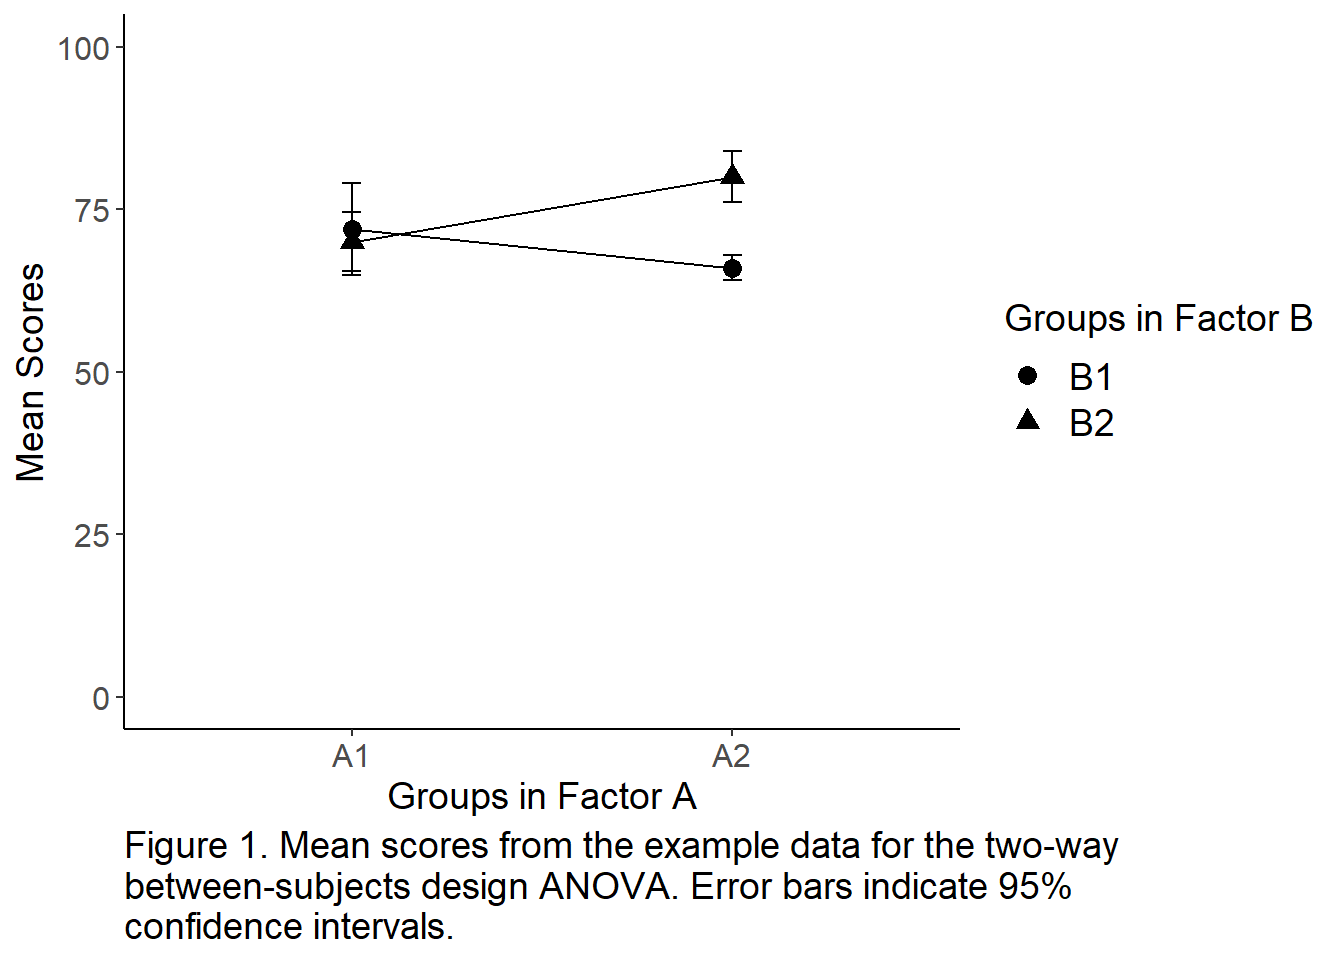 100
75
50
25
0
Mean Scores
A1
A2
Groups in Factor A
Groups in Factor B
B1
B2
Figure 1. Mean scores from the example data for the two-way
between-subjects design ANOVA. Error bars indicate 95%
confidence intervals.